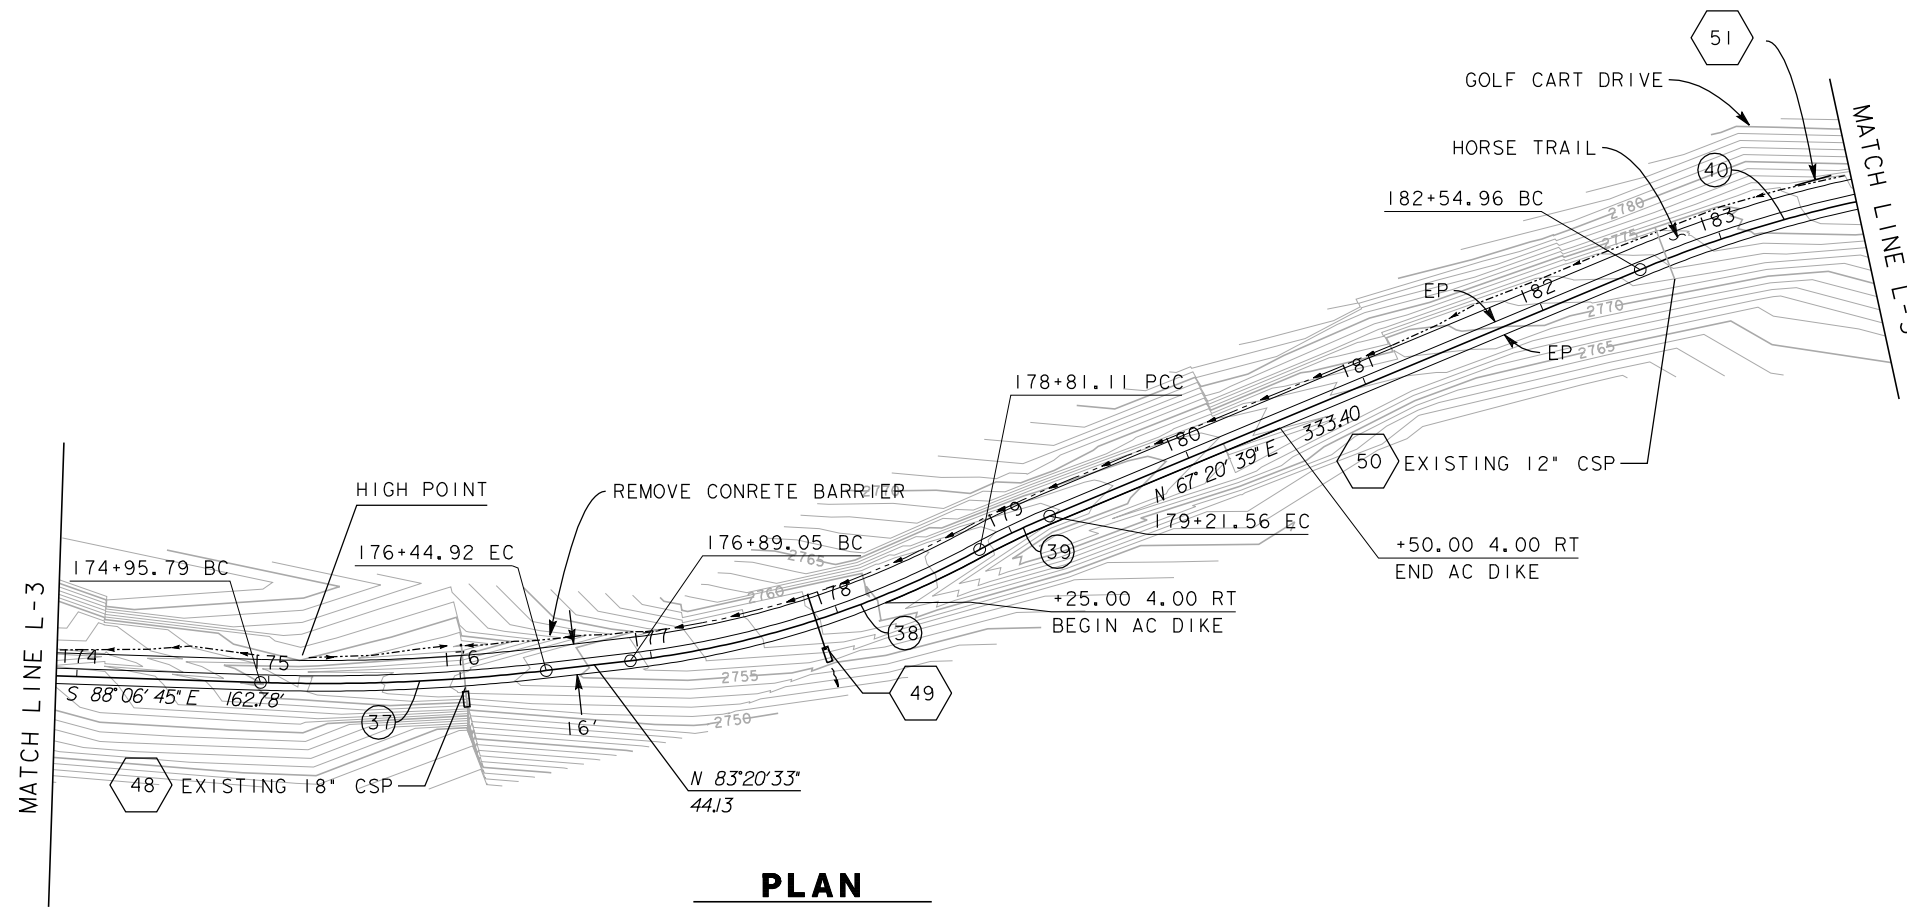 51
GOLF CART DRIVE
HORSE TRAIL
40
182+54.96 BC
MATCH LINE L-5
183
2780
2775
EP
182
2770
EP
2765
181
178+81.11 PCC
180
333.40
N 67° 20' 39" E
50
EXISTING 12" CSP
HIGH POINT
REMOVE CONRETE BARRIER
2770
179
179+21.56 EC
39
+50.00 4.00 RT
END AC DIKE
176+44.92 EC
176+89.05 BC
2765
174+95.79 BC
2760
178
+25.00 4.00 RT
BEGIN AC DIKE
38
MATCH LINE L-3
174
175
176
177
2755
49
S 88° 06' 45" E
162.78'
37
16'
2750
48
EXISTING 18" CSP
N 83°20'33"
44.13
PLAN